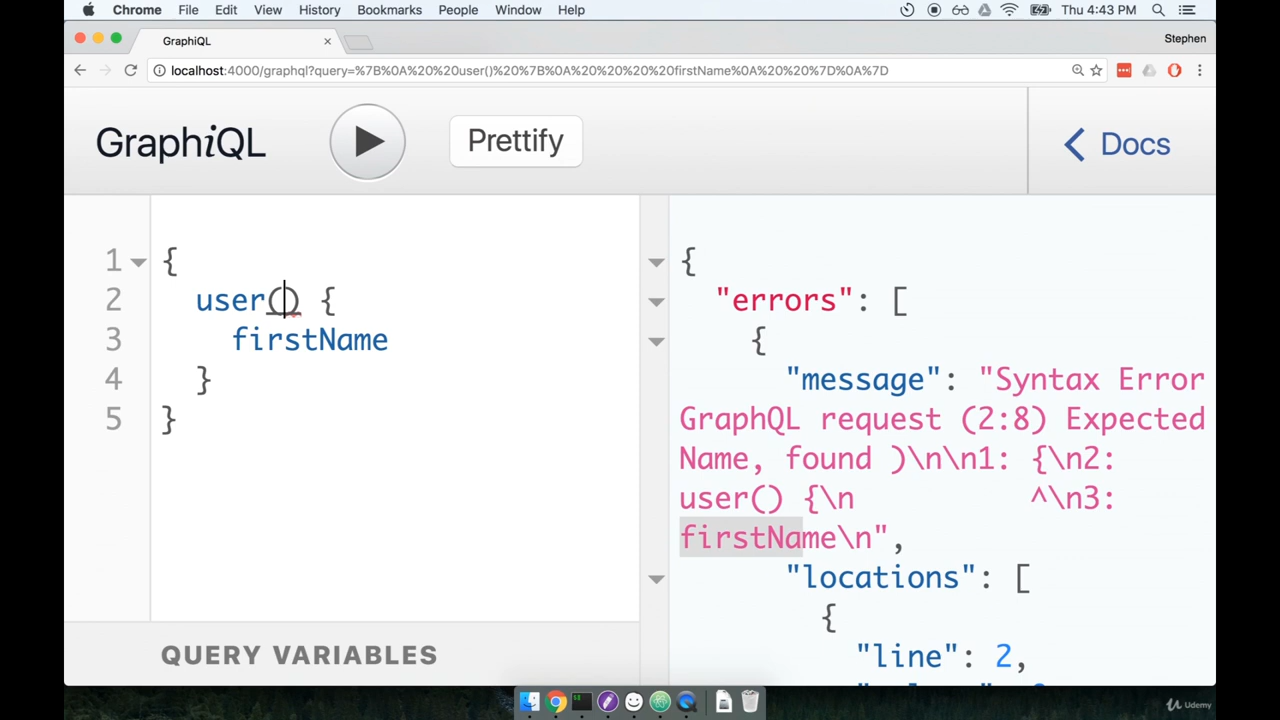 Chrome File Edit View History Bookmarks People Window Help Thu 4:43 PM
GraphiQL
Stephen
localhost:4000/graphql?query=%7B%0A%20%20user()%20%7B%0A%20%20%20%20firstName%0A%20%20%7D%0A%7D
GraphiQL Prettify Docs
1 {
2 user() {
3 firstName
4 }
5 }
{
"errors": [
{
"message": "Syntax Error
GraphQL request (2:8) Expected
Name, found )\n\n1: {\n2:
user() {\n ^\n3:
firstName\n",
"locations": [
{
"line": 2,
QUERY VARIABLES
Udemy